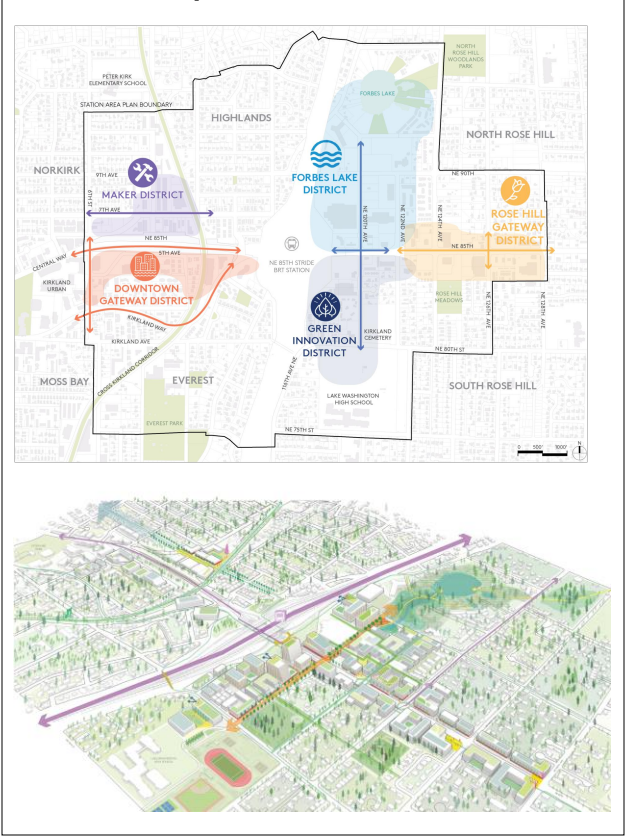 NORTH
ROSE HILL
WOODLANDS
PARK
PETER KIRK
ELEMENTARY SCHOOL
FORBES LAKE
STATION AREA PLAN BOUNDARY
HIGHLANDS
NORTH ROSE HILL
NORKIRK
9TH AVE
6TH ST
MAKER DISTRICT
7TH AVE
FORBES LAKE
DISTRICT
NE 90TH
NE 120TH AVE
NE 122ND AVE
NE 124TH AVE
ROSE HILL
GATEWAY
DISTRICT
NE 85TH
NE 85TH
5TH AVE
CENTRAL WAY
NE 85TH STRIDE
BRT STATION
KIRKLAND
URBAN
DOWNTOWN
GATEWAY DISTRICT
ROSE HILL
MEADOWS
NE 126TH AVE
NE 128TH AVE
KIRKLAND WAY
GREEN
INNOVATION
DISTRICT
KIRKLAND
CEMETERY
KIRKLAND AVE
NE 80TH ST
CROSS KIRKLAND CORRIDOR
118TH AVE NE
MOSS BAY
EVEREST
SOUTH ROSE HILL
LAKE WASHINGTON
HIGH SCHOOL
EVEREST PARK
NE 75TH ST
0 500' 1000'
N